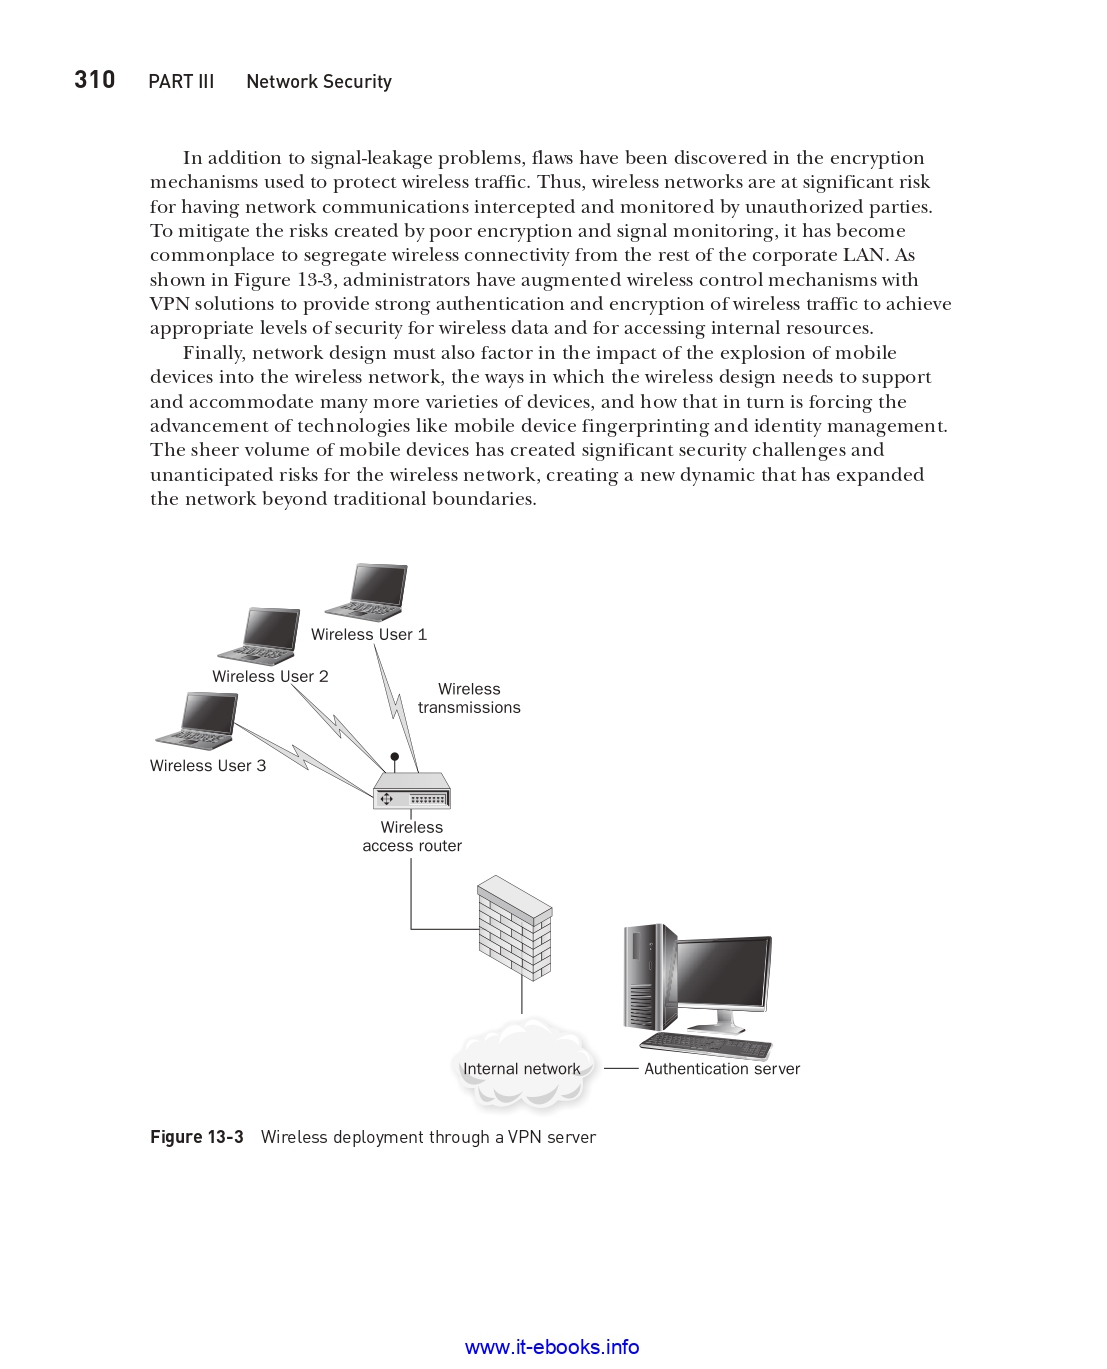 310 PART III Network Security
In addition to signal-leakage problems, flaws have been discovered in the encryption
mechanisms used to protect wireless traffic. Thus, wireless networks are at significant risk
for having network communications intercepted and monitored by unauthorized parties.
To mitigate the risks created by poor encryption and signal monitoring, it has become
commonplace to segregate wireless connectivity from the rest of the corporate LAN. As
shown in Figure 13-3, administrators have augmented wireless control mechanisms with
VPN solutions to provide strong authentication and encryption of wireless traffic to achieve
appropriate levels of security for wireless data and for accessing internal resources.
Finally, network design must also factor in the impact of the explosion of mobile
devices into the wireless network, the ways in which the wireless design needs to support
and accommodate many more varieties of devices, and how that in turn is forcing the
advancement of technologies like mobile device fingerprinting and identity management.
The sheer volume of mobile devices has created significant security challenges and
unanticipated risks for the wireless network, creating a new dynamic that has expanded
the network beyond traditional boundaries.
Wireless User 1
Wireless User 2
Wireless
transmissions
Wireless User 3
Wireless
access router
Internal network
Authentication server
Figure 13-3 Wireless deployment through a VPN server
www.it-ebooks.info